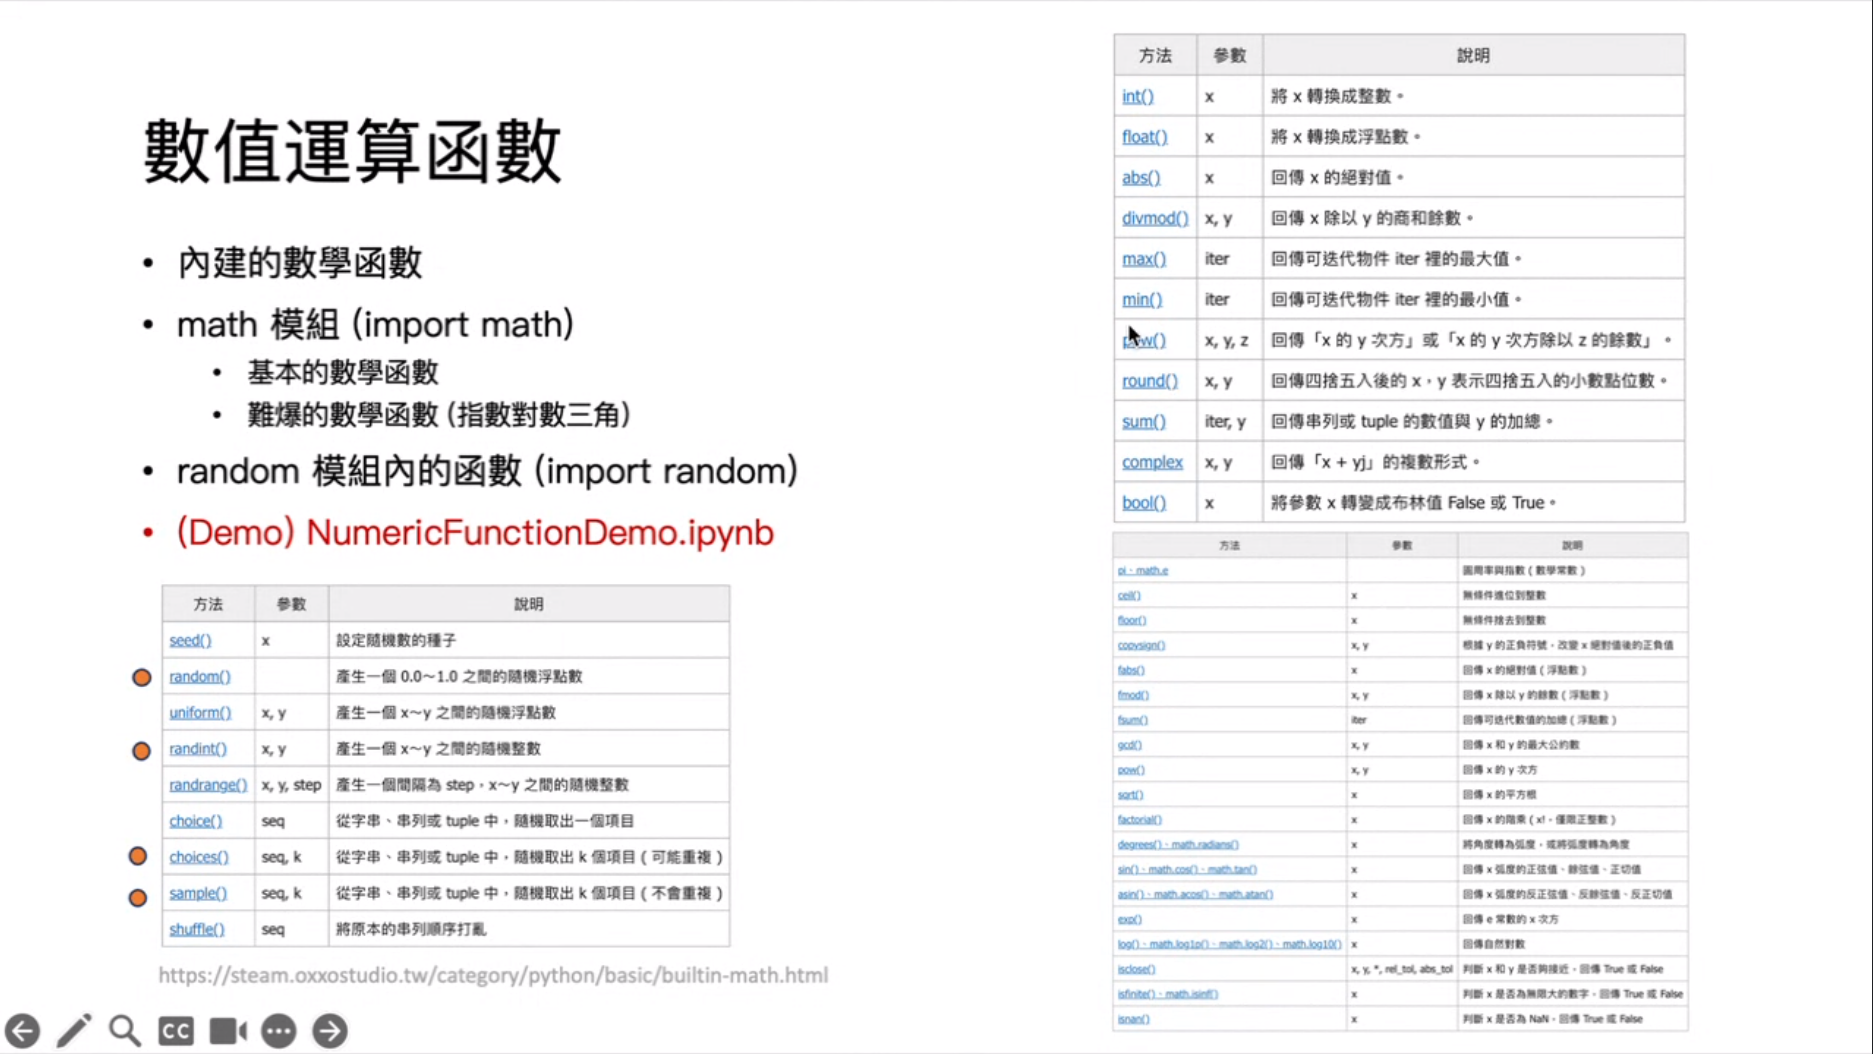 數值運算函數
• 內建的數學函數
• math 模組 (import math)
• 基本的數學函數
• 難爆的數學函數 (指數對數三角)
• random 模組內的函數 (import random)
• (Demo) NumericFunctionDemo.ipynb
方法 參數 說明
seed() x 設定隨機數的種子
random() 產生一個 0.0～1.0 之間的隨機浮點數
uniform() x, y 產生一個 x～y 之間的隨機浮點數
randint() x, y 產生一個 x～y 之間的隨機整數
randrange() x, y, step 產生一個間隔為 step，x～y 之間的隨機整數
choice() seq 從字串、串列或 tuple 中，隨機取出一個項目
choices() seq, k 從字串、串列或 tuple 中，隨機取出 k 個項目 ( 可能重複 )
sample() seq, k 從字串、串列或 tuple 中，隨機取出 k 個項目 ( 不會重複 )
shuffle() seq 將原本的串列順序打亂
https://steam.oxxostudio.tw/category/python/basic/builtin-math.html
方法 參數 說明
int() x 將 x 轉換成整數。
float() x 將 x 轉換成浮點數。
abs() x 回傳 x 的絕對值。
divmod() x, y 回傳 x 除以 y 的商和餘數。
max() iter 回傳可迭代物件 iter 裡的最大值。
min() iter 回傳可迭代物件 iter 裡的最小值。
pow() x, y, z 回傳「x 的 y 次方」或「x 的 y 次方除以 z 的餘數」。
round() x, y 回傳四捨五入後的 x，y 表示四捨五入的小數點位數。
sum() iter, y 回傳串列或 tuple 的數值與 y 的加總。
complex x, y 回傳「x + yj」的複數形式。
bool() x 將參數 x 轉變成布林值 False 或 True。
方法 參數 說明
pi、math.e 圓周率與指數 ( 數學常數 )
ceil() x 無條件進位到整數
floor() x 無條件捨去到整數
copysign() x, y 根據 y 的正負符號，改變 x 絕對值後的正負值
fabs() x 回傳 x 的絕對值 ( 浮點數 )
fmod() x, y 回傳 x 除以 y 的餘數 ( 浮點數 )
fsum() iter 回傳可迭代數值的加總 ( 浮點數 )
gcd() x, y 回傳 x 和 y 的最大公約數
pow() x, y 回傳 x 的 y 次方
sqrt() x 回傳 x 的平方根
factorial() x 回傳 x 的階乘 ( x!，僅限正整數 )
degrees()、math.radians() x 將角度轉為弧度，或將弧度轉為角度
sin()、math.cos()、math.tan() x 回傳 x 弧度的正弦值、餘弦值、正切值
asin()、math.acos()、math.atan() x 回傳 x 弧度的反正弦值、反餘弦值、反正切值
exp() x 回傳 e 常數的 x 次方
log()、math.log1p()、math.log2()、math.log10() x 回傳自然對數
isclose() x, y, *, rel_tol, abs_tol 判斷 x 和 y 是否夠接近，回傳 True 或 False
isfinite()、math.isinf() x 判斷 x 是否為無限大的數字，回傳 True 或 False
isnan() x 判斷 x 是否為 NaN，回傳 True 或 False
CC